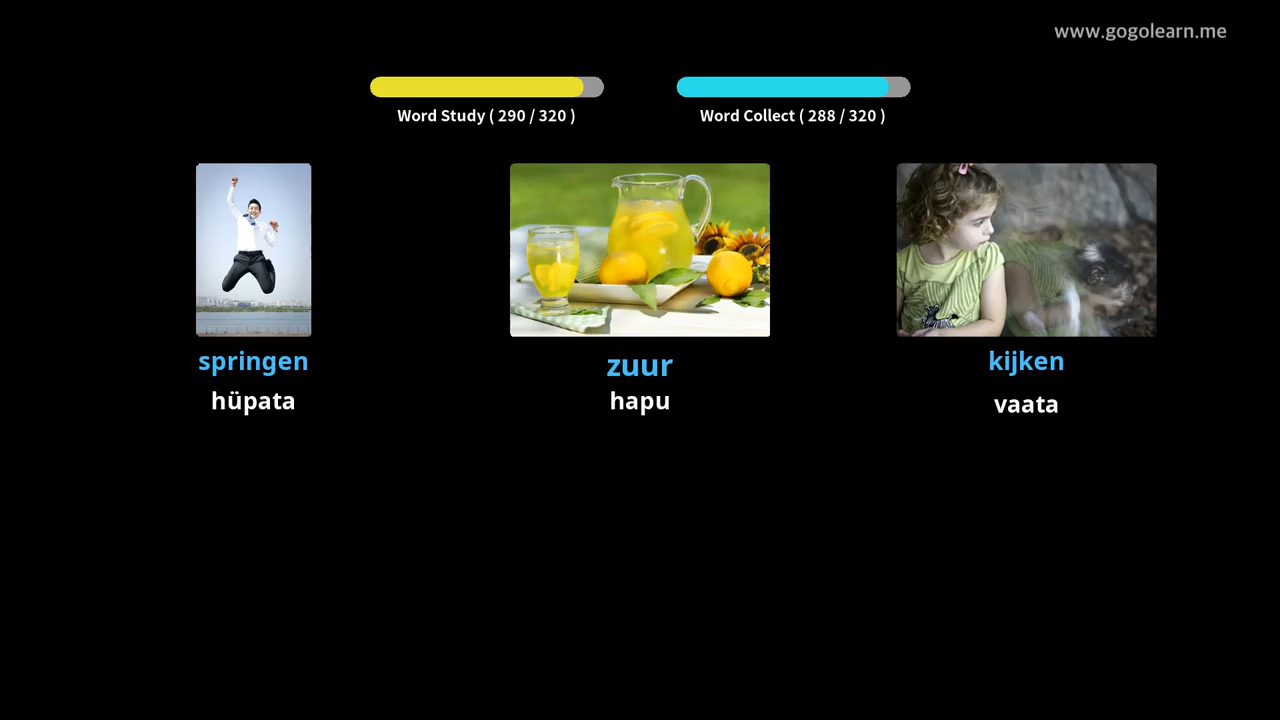 www.gogolearn.me
Word Study ( 290 / 320 )
Word Collect ( 288 / 320 )
springen
zuur
kijken
hüpata
hapu
vaata